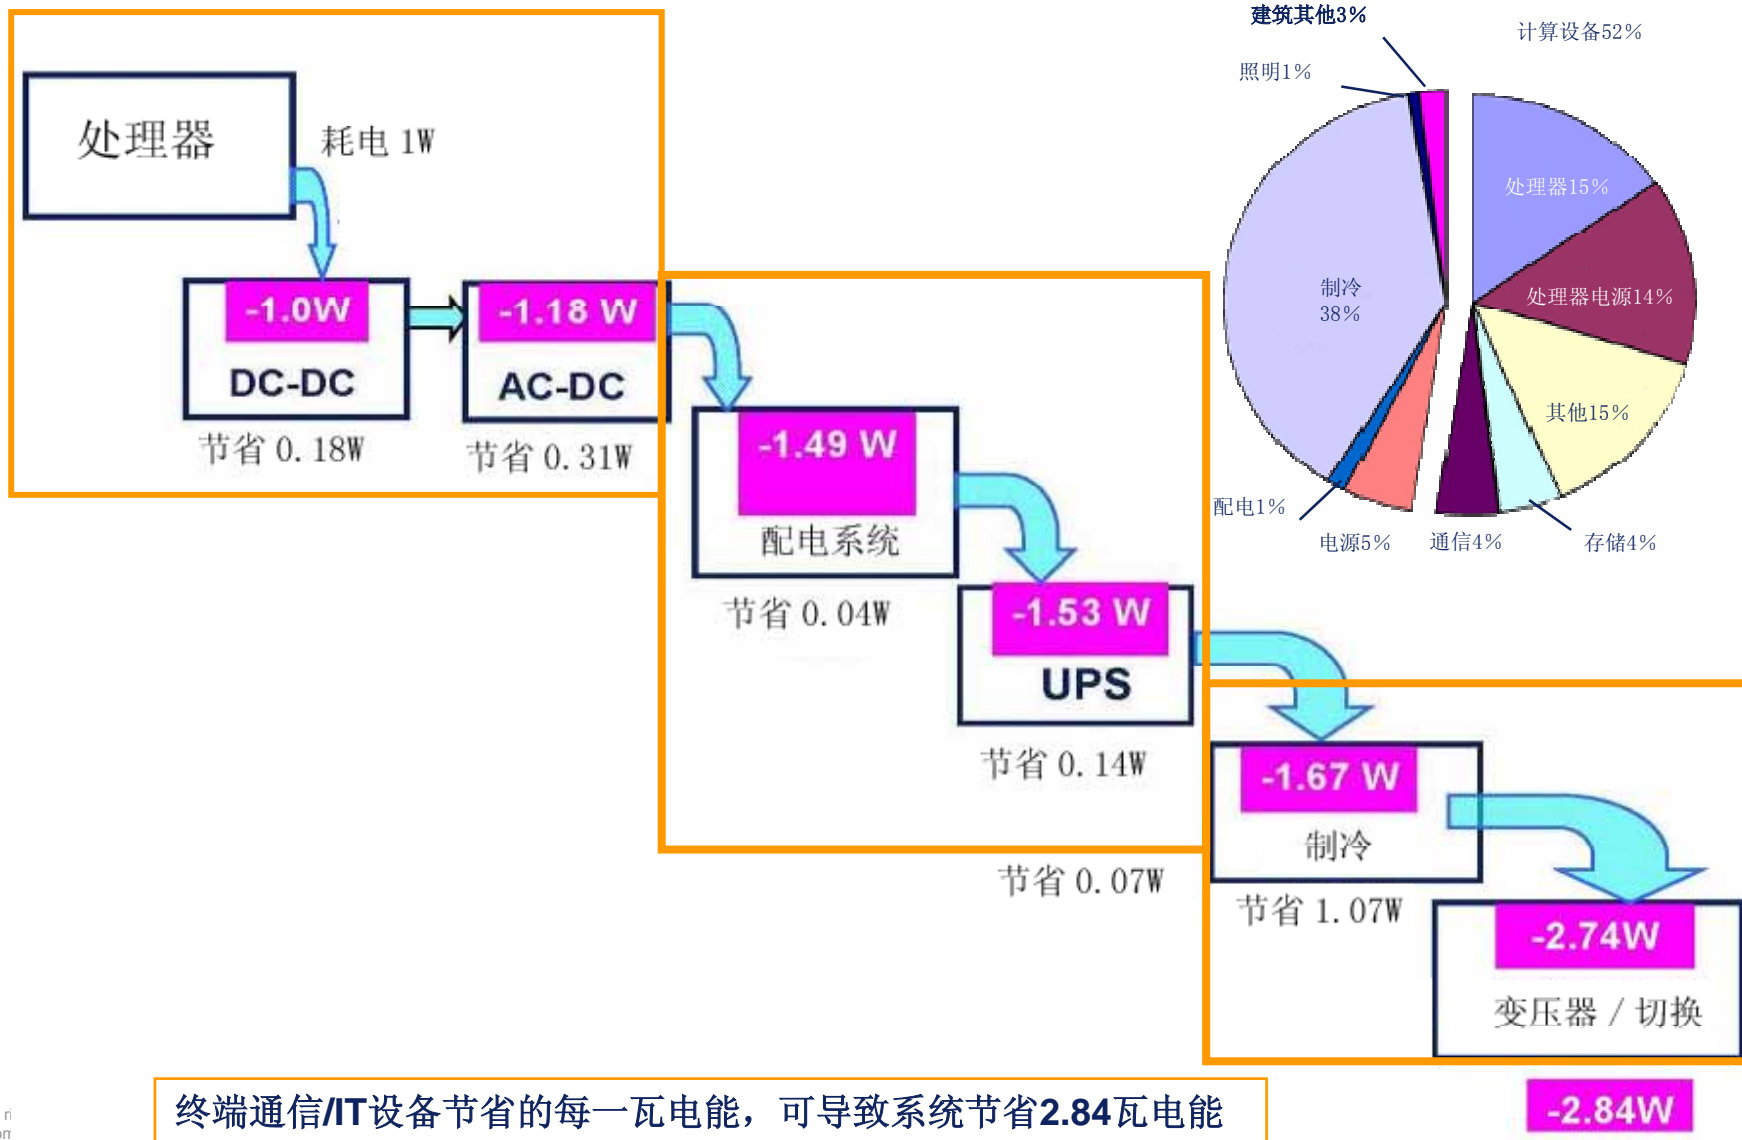 建筑其他3%
计算设备52%
照明1%
处理器
耗电 1W
处理器15%
制冷
38%
处理器电源14%
其他15%
配电1%
电源5%
通信4%
存储4%
-1.0W
DC-DC
节省 0.18W
-1.18 W
AC-DC
节省 0.31W
-1.49 W
配电系统
节省 0.04W
-1.53 W
UPS
节省 0.14W
-1.67 W
制冷
节省 0.07W
节省 1.07W
-2.74W
变压器 / 切换
终端通信/IT设备节省的每一瓦电能，可导致系统节省2.84瓦电能
-2.84W